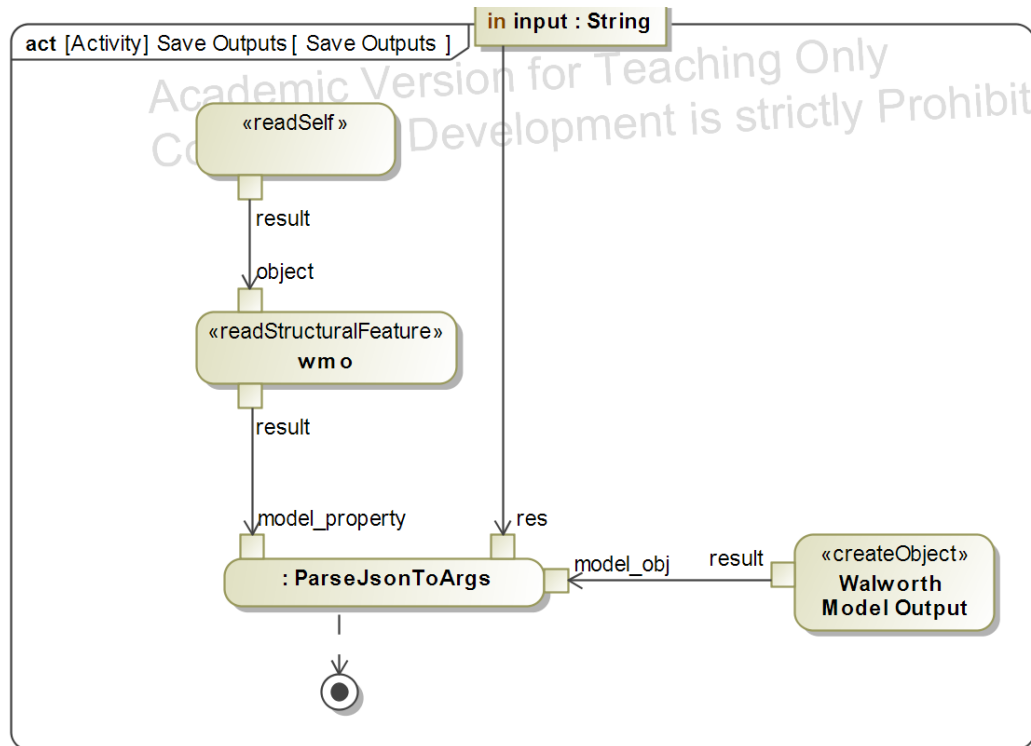 in input : String
act [Activity] Save Outputs [ Save Outputs ]
Academic Version for Teaching Only
Development is strictly Prohibit
«readSelf»
result
object
«readStructuralFeature»
wmo
result
model_property
res
: ParseJsonToArgs
model_obj
result
«createObject»
Walworth
Model Output